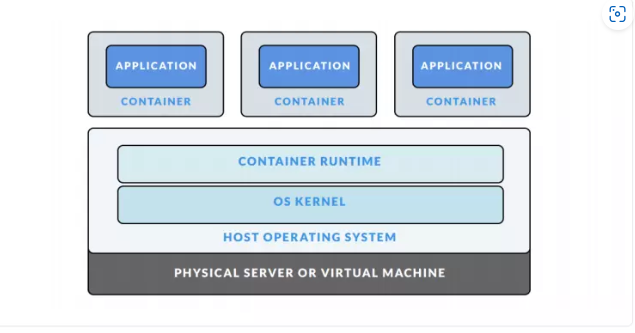 APPLICATION APPLICATION APPLICATION
CONTAINER CONTAINER CONTAINER
CONTAINER RUNTIME
OS KERNEL
HOST OPERATING SYSTEM
PHYSICAL SERVER OR VIRTUAL MACHINE